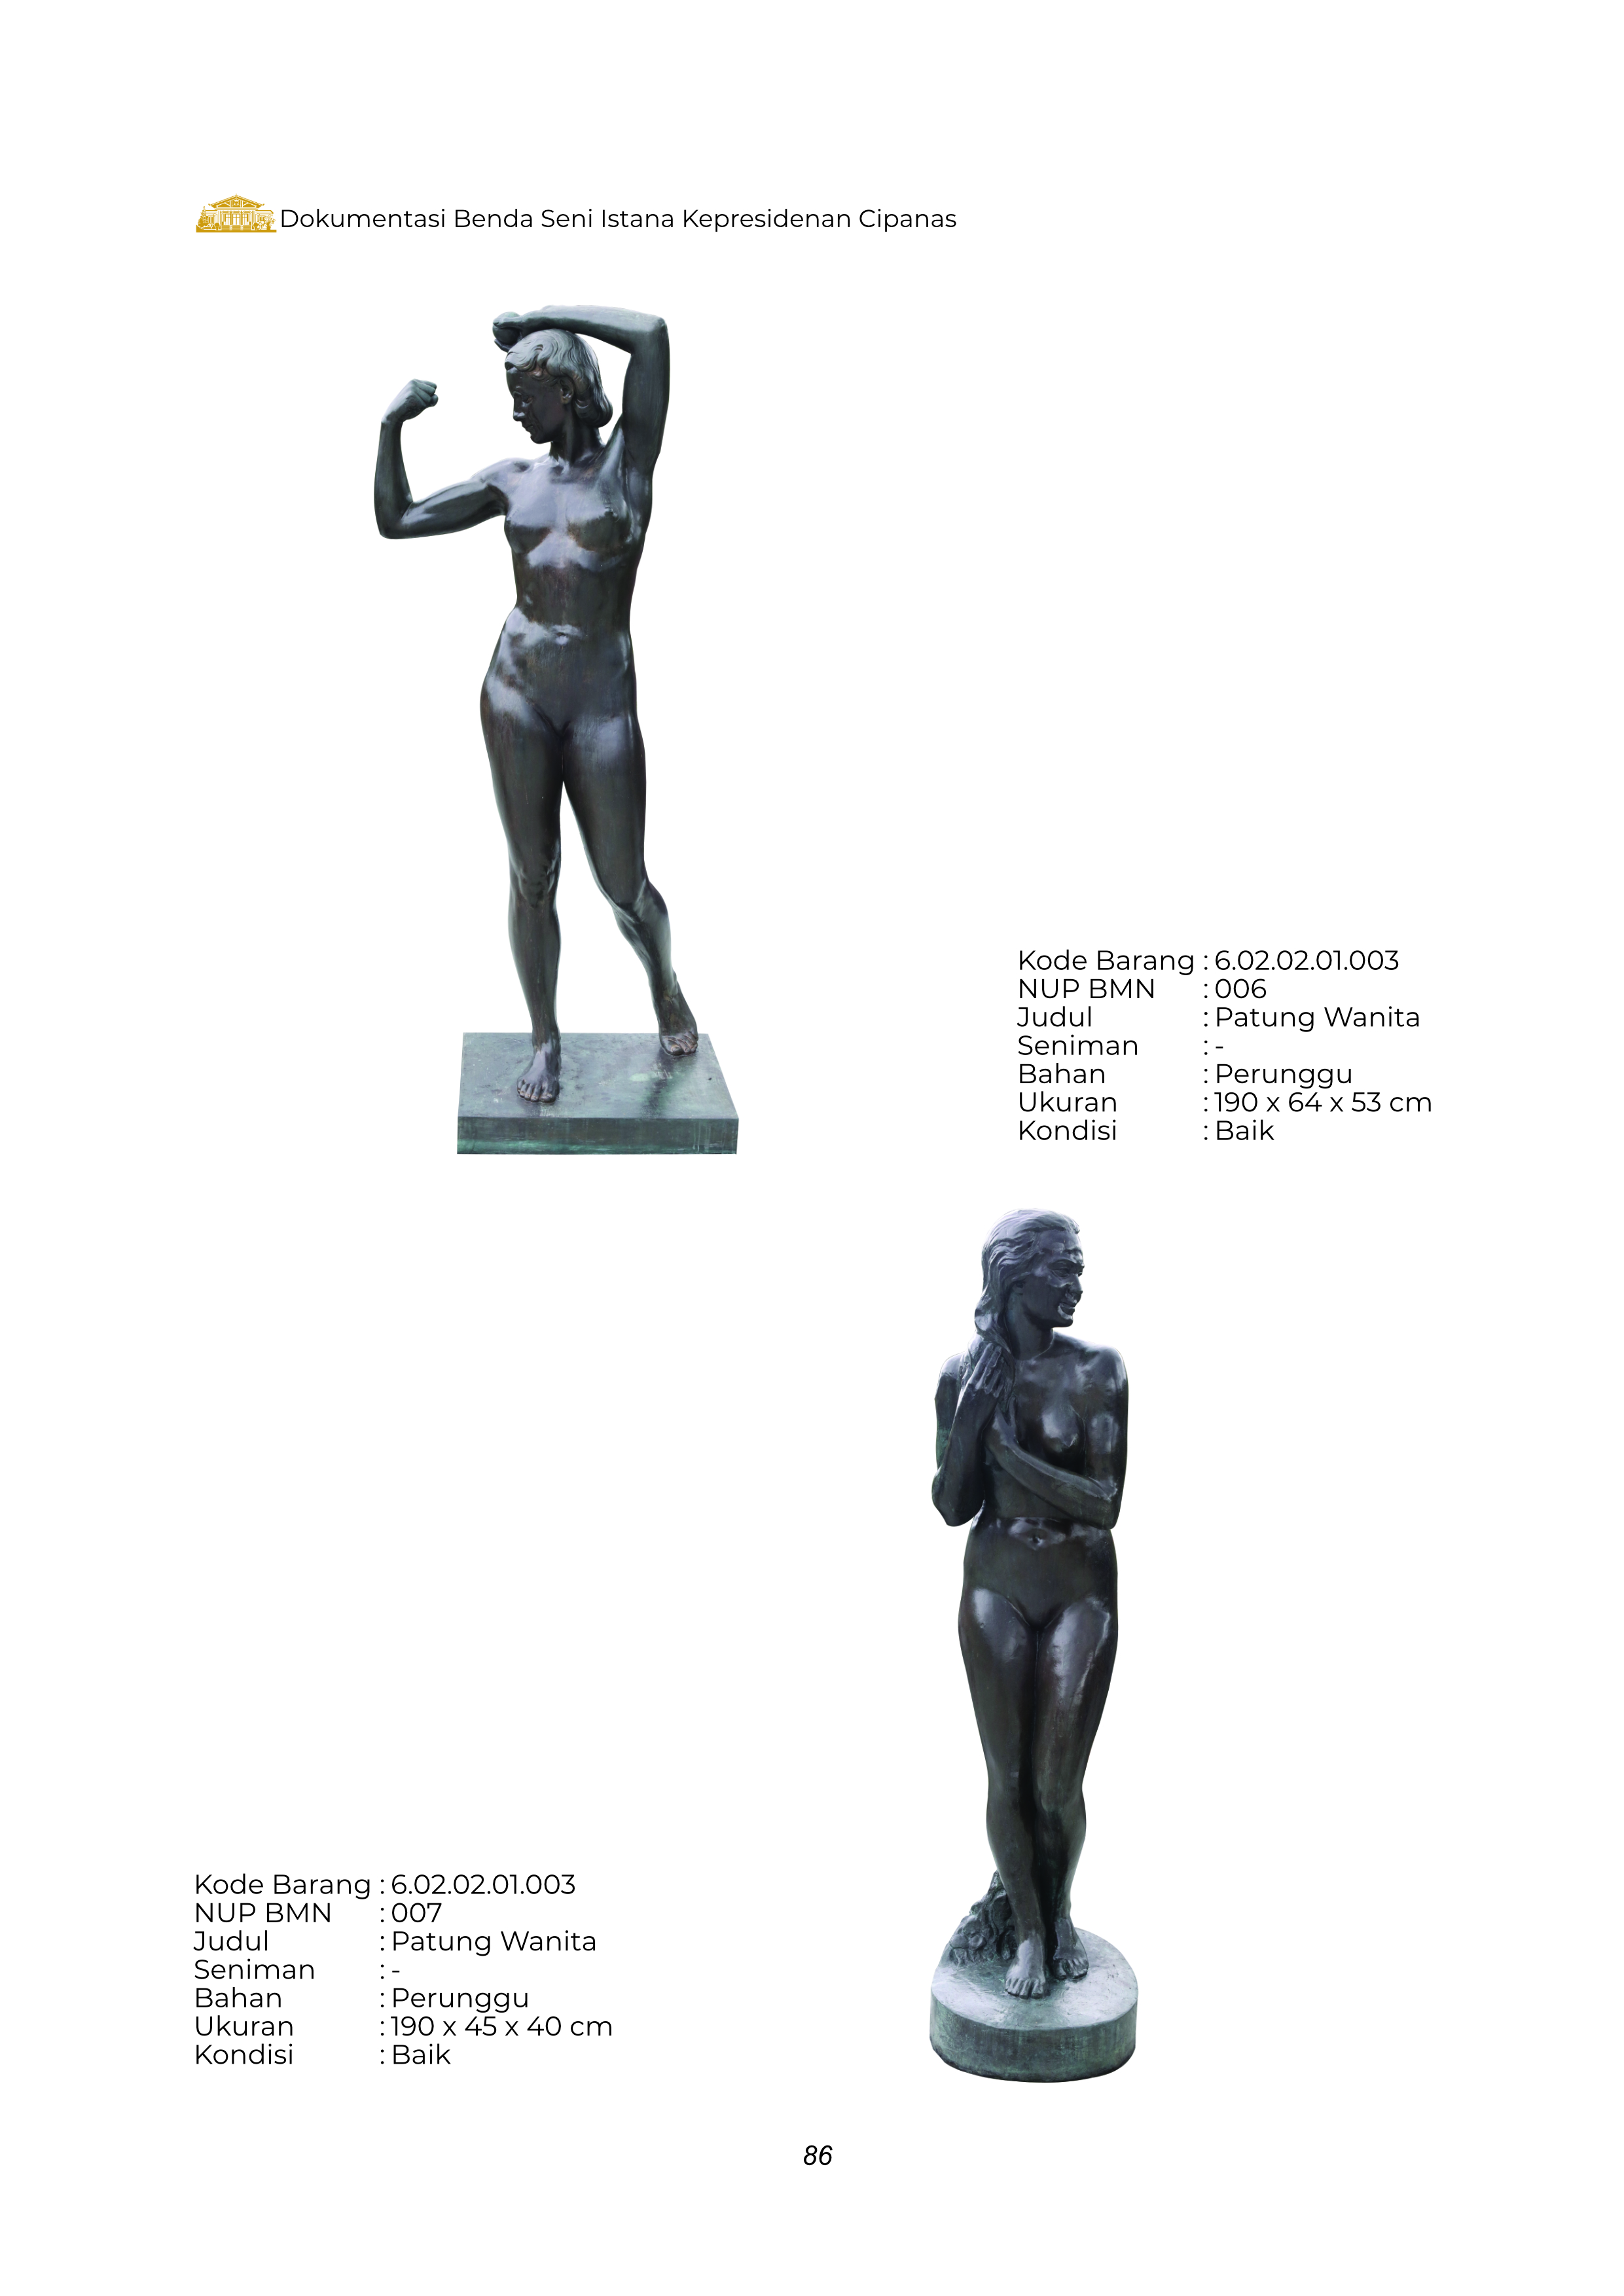 Dokumentasi Benda Seni Istana Kepresidenan Cipanas
Kode Barang : 6.02.02.01.003
NUP BMN : 006
Judul : Patung Wanita
Seniman : -
Bahan : Perunggu
Ukuran : 190 x 64 x 53 cm
Kondisi : Baik
Kode Barang : 6.02.02.01.003
NUP BMN : 007
Judul : Patung Wanita
Seniman : -
Bahan : Perunggu
Ukuran : 190 x 45 x 40 cm
Kondisi : Baik
86